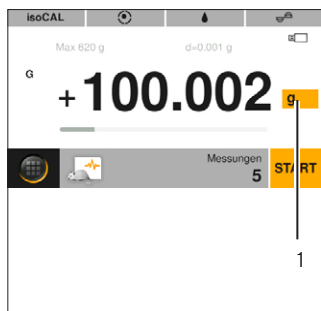 isoCAL
Max 620 g d=0.001 g
G
+100.002 g
Messungen
5
START
1